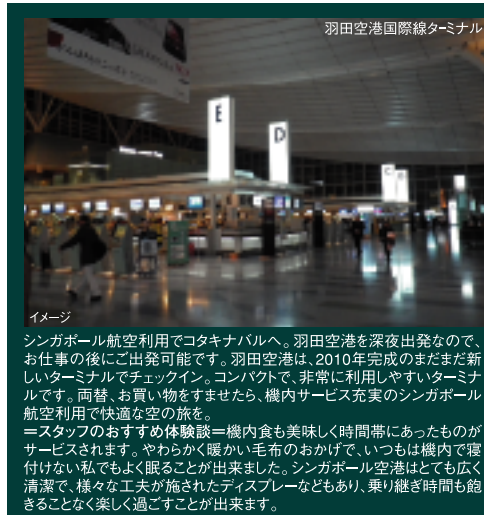 羽田空港国際線ターミナル
E
D
C
イメージ
シンガポール航空利用でコタキナバルへ。羽田空港を深夜出発なので、
お仕事の後にご出発可能です。羽田空港は、2010年完成のまだまだ新
しいターミナルでチェックイン。コンパクトで、非常に利用しやすいターミナ
ルです。両替、お買い物をすませたら、機内サービス充実のシンガポール
航空利用で快適な空の旅を。
=スタッフのおすすめ体験談=機内食も美味しく時間帯にあったものが
サービスされます。やわらかく暖かい毛布のおかげで、いつもは機内で寝
付けない私でもよく眠ることが出来ました。シンガポール空港はとても広く
清潔で、様々な工夫が施されたディスプレーなどもあり、乗り継ぎ時間も飽
きることなく楽しく過ごすことが出来ます。